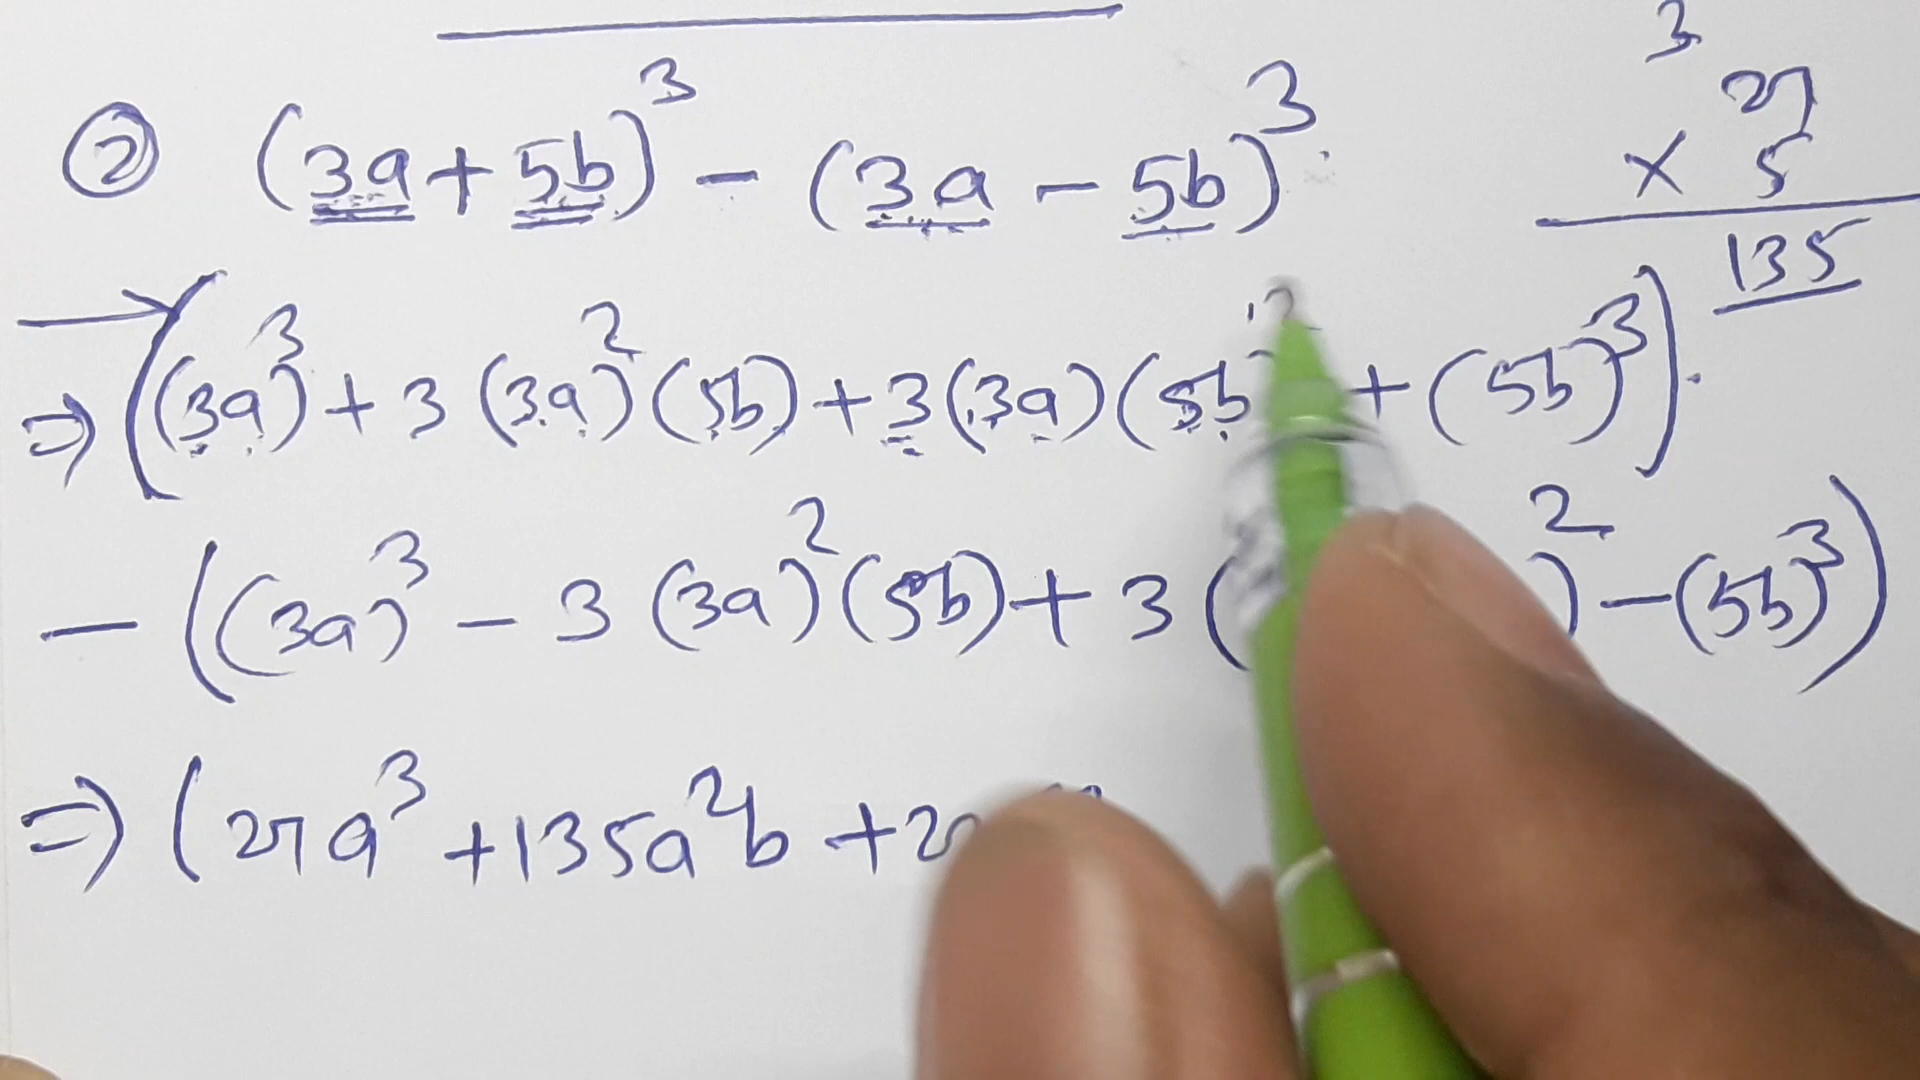 ② (3a + 5b)³ - (3a - 5b)³
⇒ ((3a)³ + 3 (3a)² (5b) + 3 (3a) (5b + (5b)³).
- ((3a)³ - 3 (3a)² (5b) + 3 ( )² - (5b)³)
⇒ (27a³ + 135a²b + 2
3
27
× 5
135